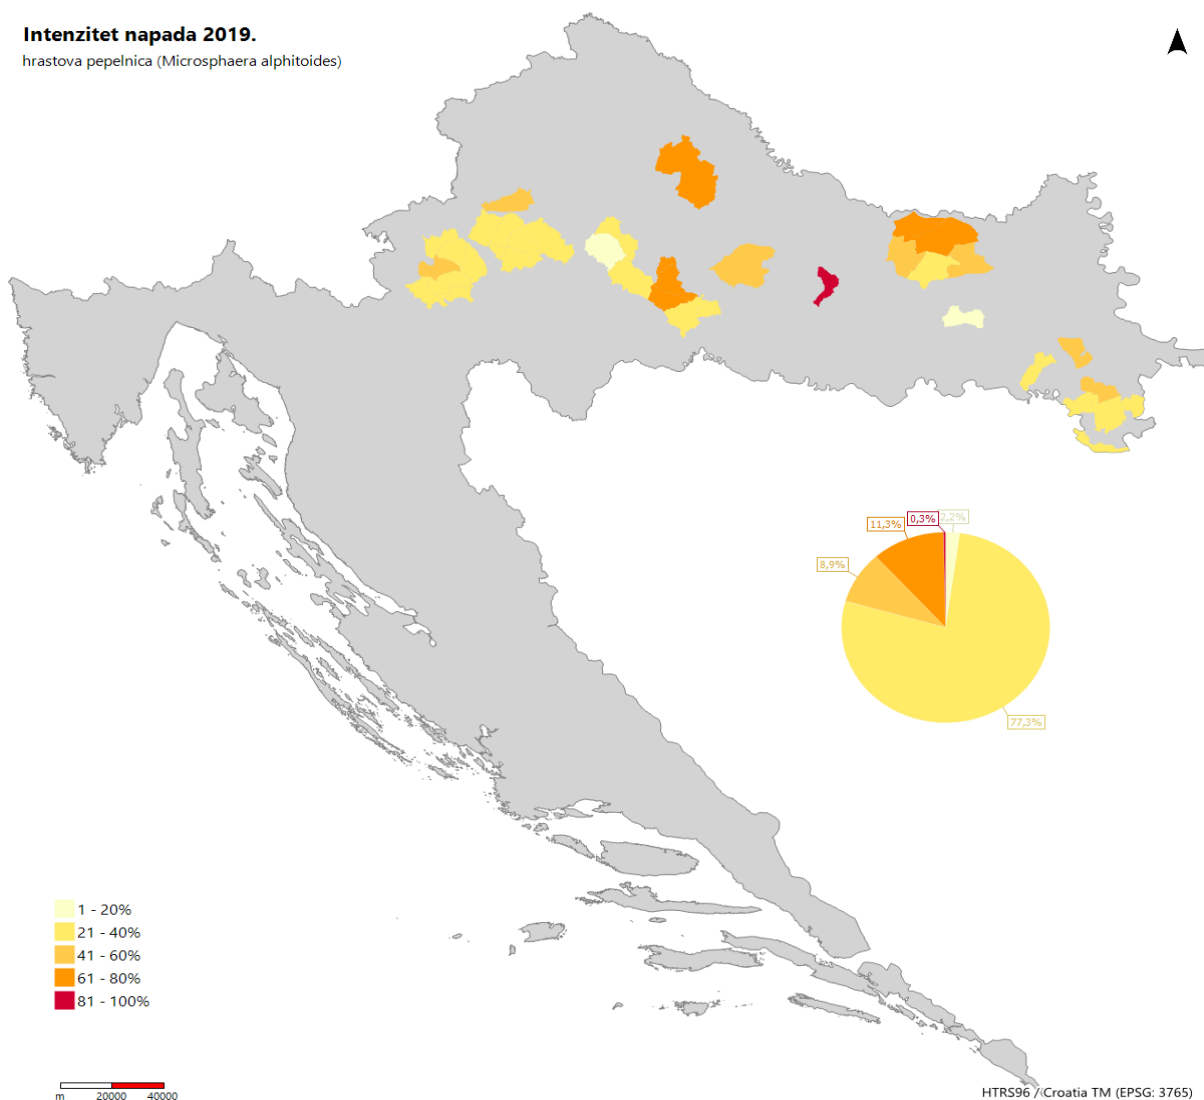 Intenzitet napada 2019.
hrastova pepelnica (Microsphaera alphitoides)
11,3%
0,3%
2,2%
8,9%
77,3%
1 - 20%
21 - 40%
41 - 60%
61 - 80%
81 - 100%
m 20000 40000
HTRS96 / Croatia TM (EPSG: 3765)